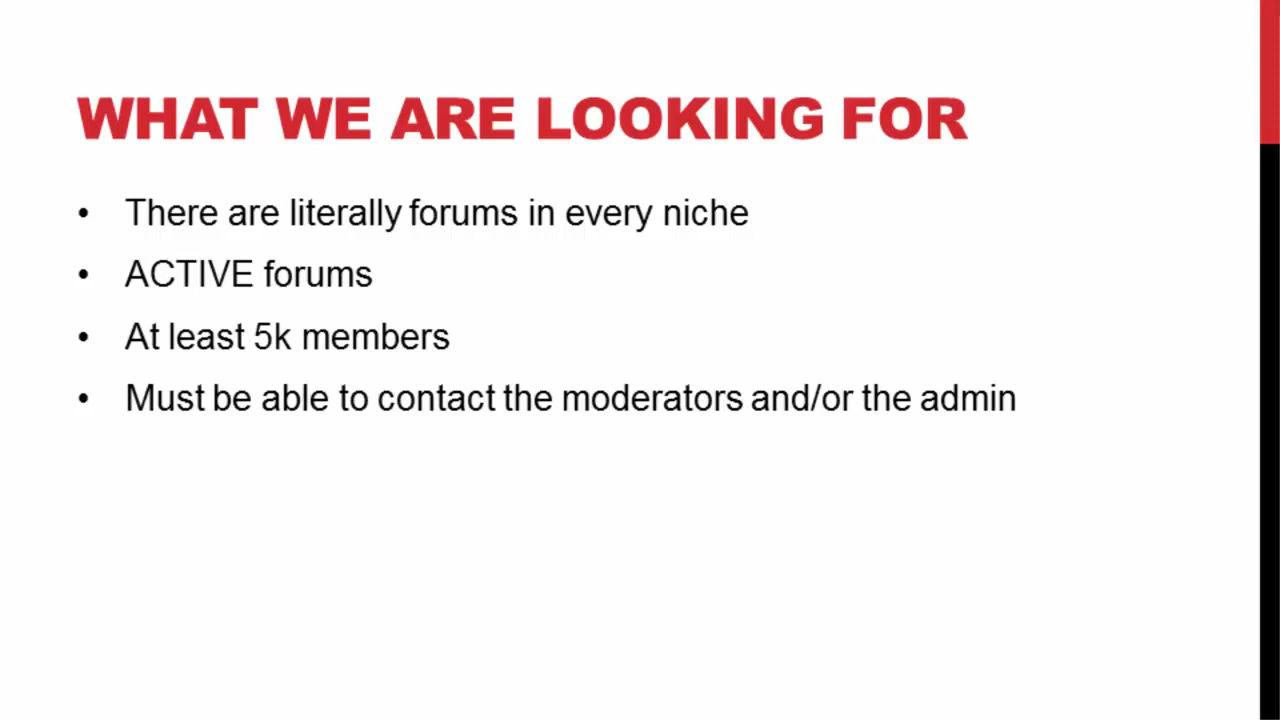 WHAT WE ARE LOOKING FOR
• There are literally forums in every niche
• ACTIVE forums
• At least 5k members
• Must be able to contact the moderators and/or the admin